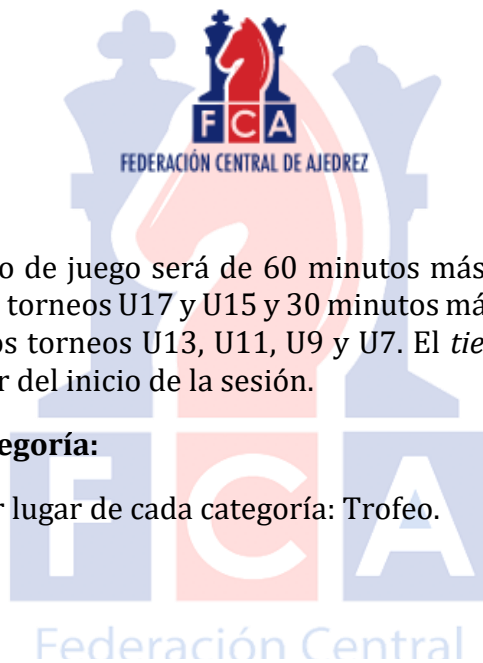 FCA
FEDERACIÓN CENTRAL DE AJEDREZ
o de juego será de 60 minutos más
torneos U17 y U15 y 30 minutos má
os torneos U13, U11, U9 y U7. El tie
r del inicio de la sesión.
egoría:
r lugar de cada categoría: Trofeo.
FCA
Federación Central